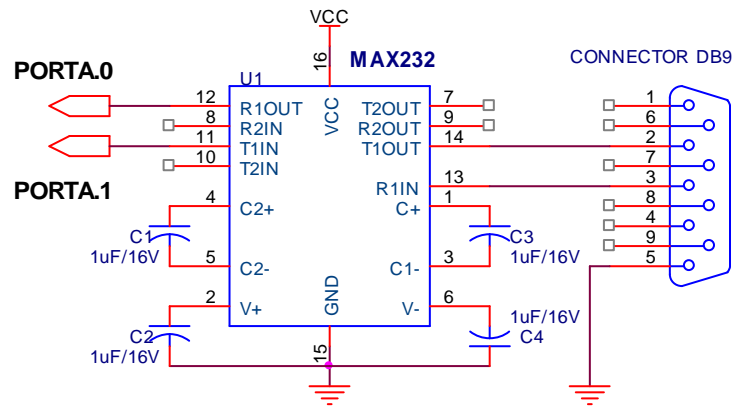 VCC
MAX232
CONNECTOR DB9
PORTA.0
U1
16
12
R1OUT
VCC
T2OUT
7
1
8
R2IN
R2OUT
9
6
11
T1IN
T1OUT
14
2
10
T2IN
7
PORTA.1
R1IN
13
3
4
C2+
C+
1
8
C1
1uF/16V
C3
1uF/16V
4
9
5
C2-
C1-
3
5
2
V+
GND
V-
6
C2
1uF/16V
15
1uF/16V
C4